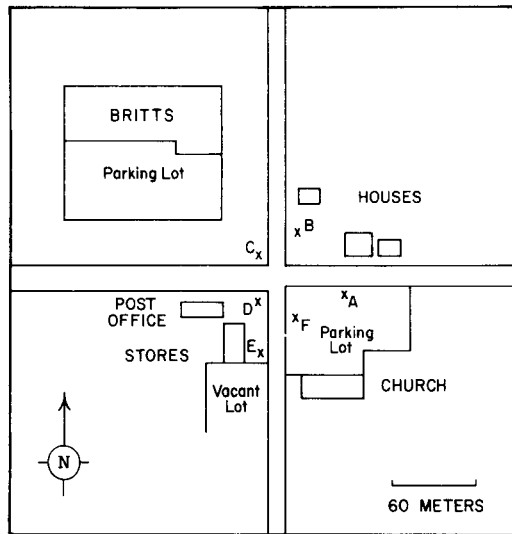 BRITTS
Parking Lot
HOUSES
x B
C x
POST
OFFICE
D x
x A
x F
Parking
Lot
STORES
E x
Vacant
Lot
CHURCH
N
60 METERS